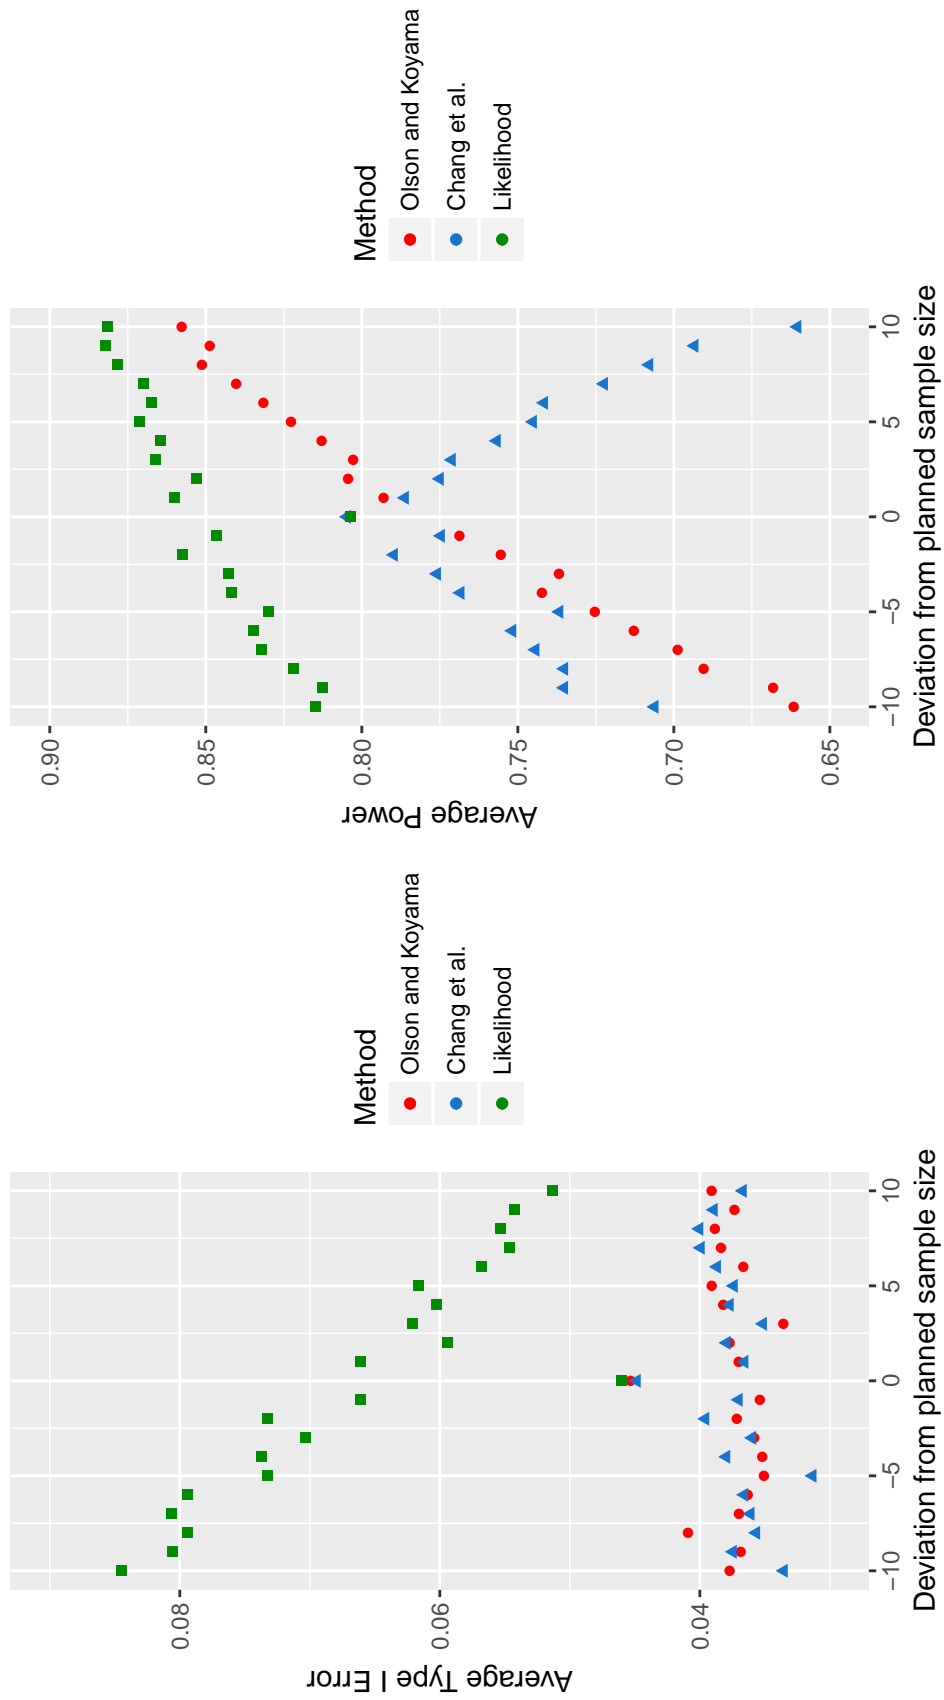 Average Type I Error
0.08
0.06
0.04
−10
−5
0
5
10
Deviation from planned sample size
Method
Olson and Koyama
Chang et al.
Likelihood
Average Power
0.90
0.85
0.80
0.75
0.70
0.65
−10
−5
0
5
10
Deviation from planned sample size
Method
Olson and Koyama
Chang et al.
Likelihood